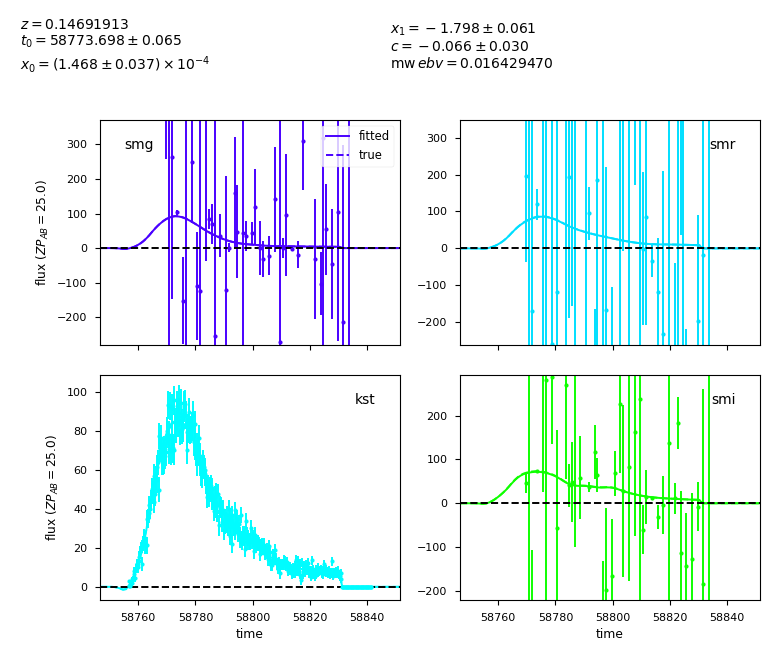 z = 0.14691913
t₀ = 58773.698 ± 0.065
x₀ = (1.468 ± 0.037) × 10⁻⁴
x₁ = −1.798 ± 0.061
c = −0.066 ± 0.030
mw ebv = 0.016429470
smg
fitted
true
300
200
100
0
−100
−200
flux (ZP_AB = 25.0)
smr
300
200
100
0
−100
−200
kst
100
80
60
40
20
0
flux (ZP_AB = 25.0)
58760 58780 58800 58820 58840
time
smi
200
100
0
−100
−200
58760 58780 58800 58820 58840
time